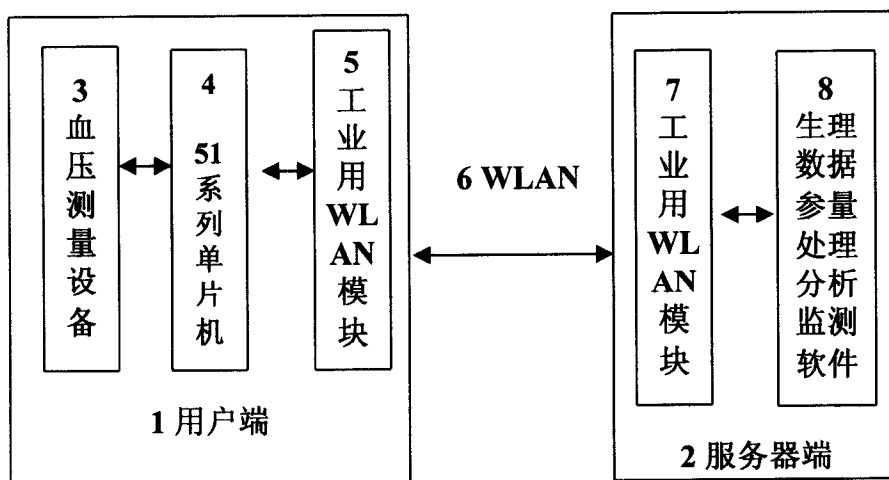 3
血
压
测
量
设
备
4
51
系列
单片
机
5
工
业
用
WL
AN
模
块
1 用户端
6 WLAN
7
工
业
用
WL
AN
模
块
8
生理
数据
参量
处理
分析
监测
软件
2 服务器端